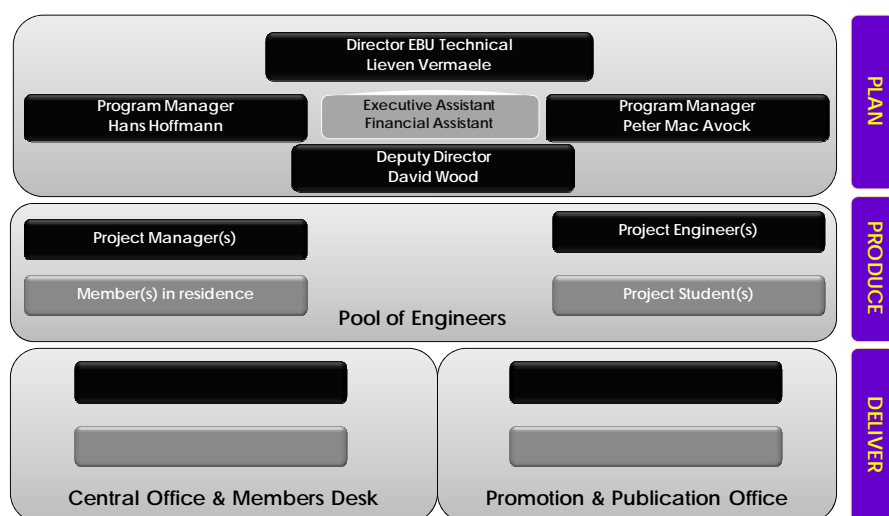 Director EBU Technical
Lieven Vermaele
Program Manager
Hans Hoffmann
Executive Assistant
Financial Assistant
Program Manager
Peter Mac Avock
Deputy Director
David Wood
PLAN
Project Manager(s)
Project Engineer(s)
Member(s) in residence
Project Student(s)
Pool of Engineers
PRODUCE
Central Office & Members Desk
Promotion & Publication Office
DELIVER